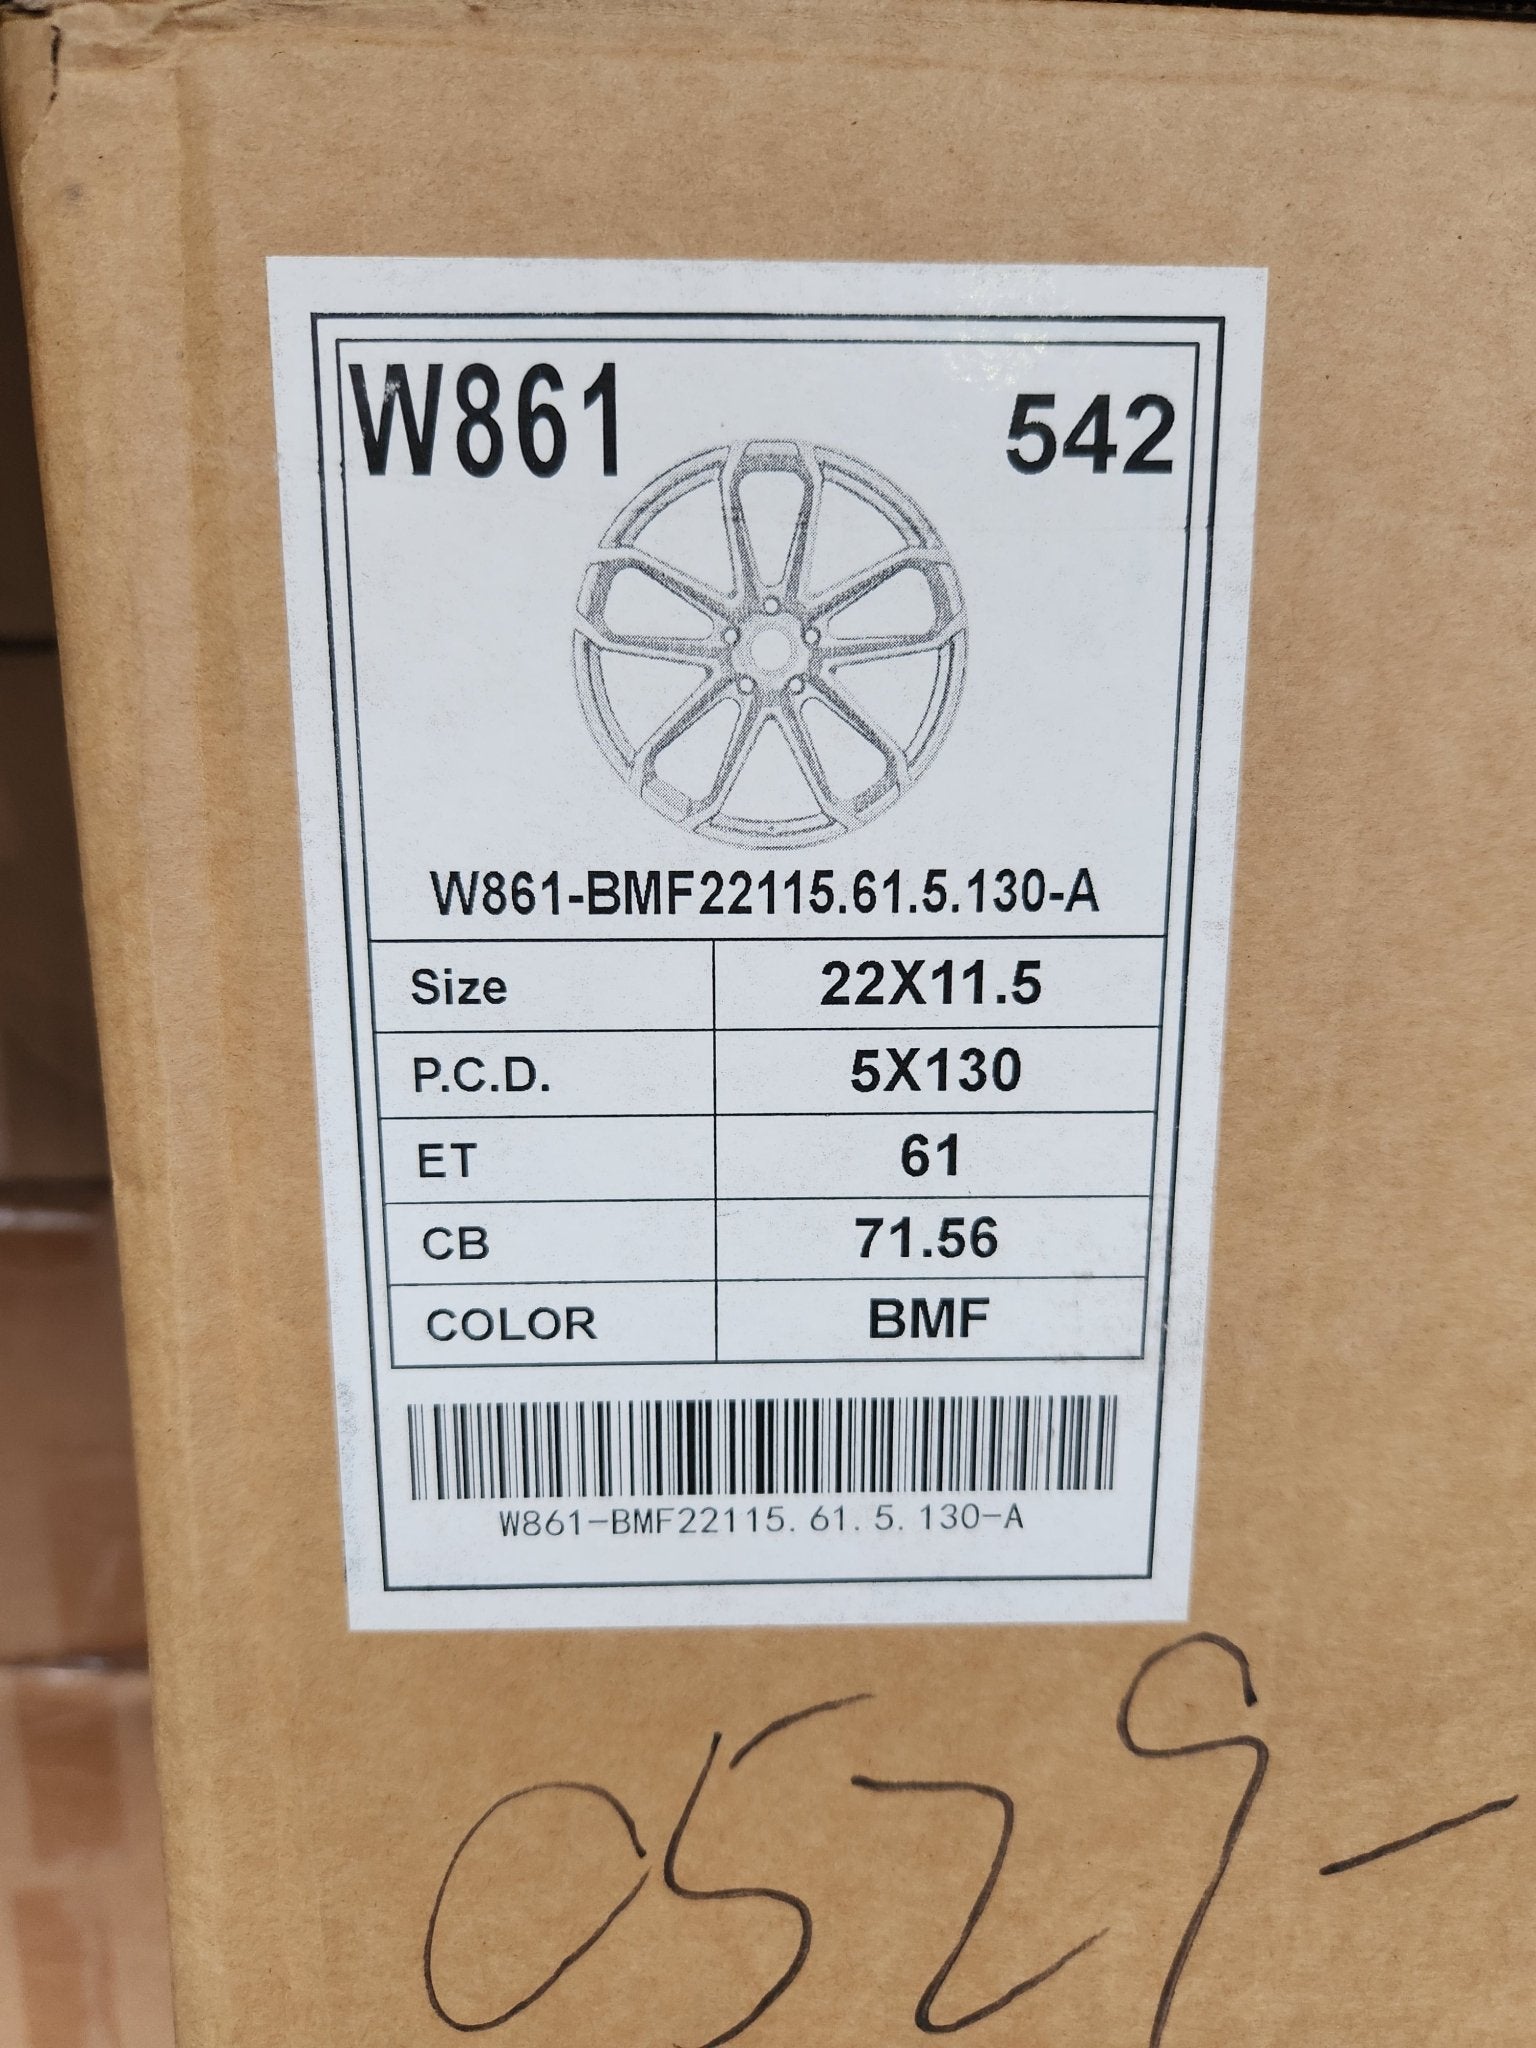 W861 542
W861-BMF22115.61.5.130-A
Size 22X11.5
P.C.D. 5X130
ET 61
CB 71.56
COLOR BMF
W861-BMF22115.61.5.130-A
0529-